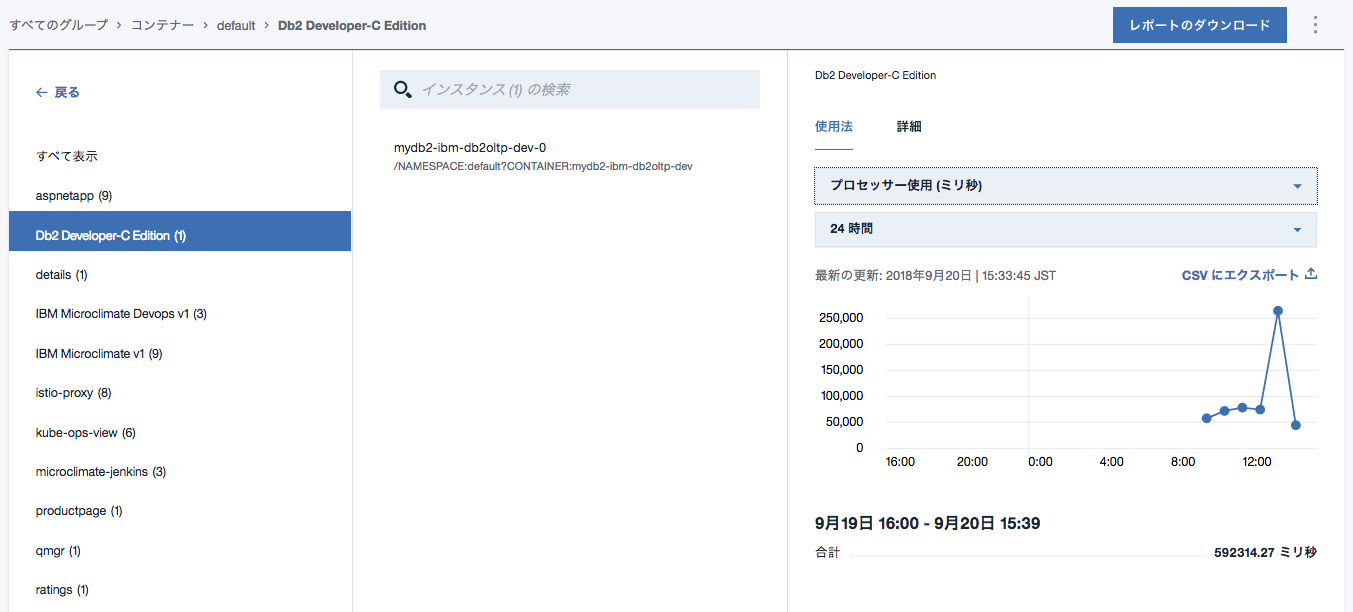 すべてのグループ > コンテナー > default > Db2 Developer-C Edition
レポートのダウンロード
← 戻る
すべて表示
aspnetapp (9)
Db2 Developer-C Edition (1)
details (1)
IBM Microclimate Devops v1 (3)
IBM Microclimate v1 (9)
istio-proxy (8)
kube-ops-view (6)
microclimate-jenkins (3)
productpage (1)
qmgr (1)
ratings (1)
インスタンス (1) の検索
mydb2-ibm-db2oltp-dev-0
/NAMESPACE:default?CONTAINER:mydb2-ibm-db2oltp-dev
Db2 Developer-C Edition
使用法 詳細
プロセッサー使用 (ミリ秒)
24 時間
最新の更新: 2018年9月20日 | 15:33:45 JST
CSV にエクスポート
250,000
200,000
150,000
100,000
50,000
0
16:00 20:00 0:00 4:00 8:00 12:00
9月19日 16:00 - 9月20日 15:39
合計 592314.27 ミリ秒